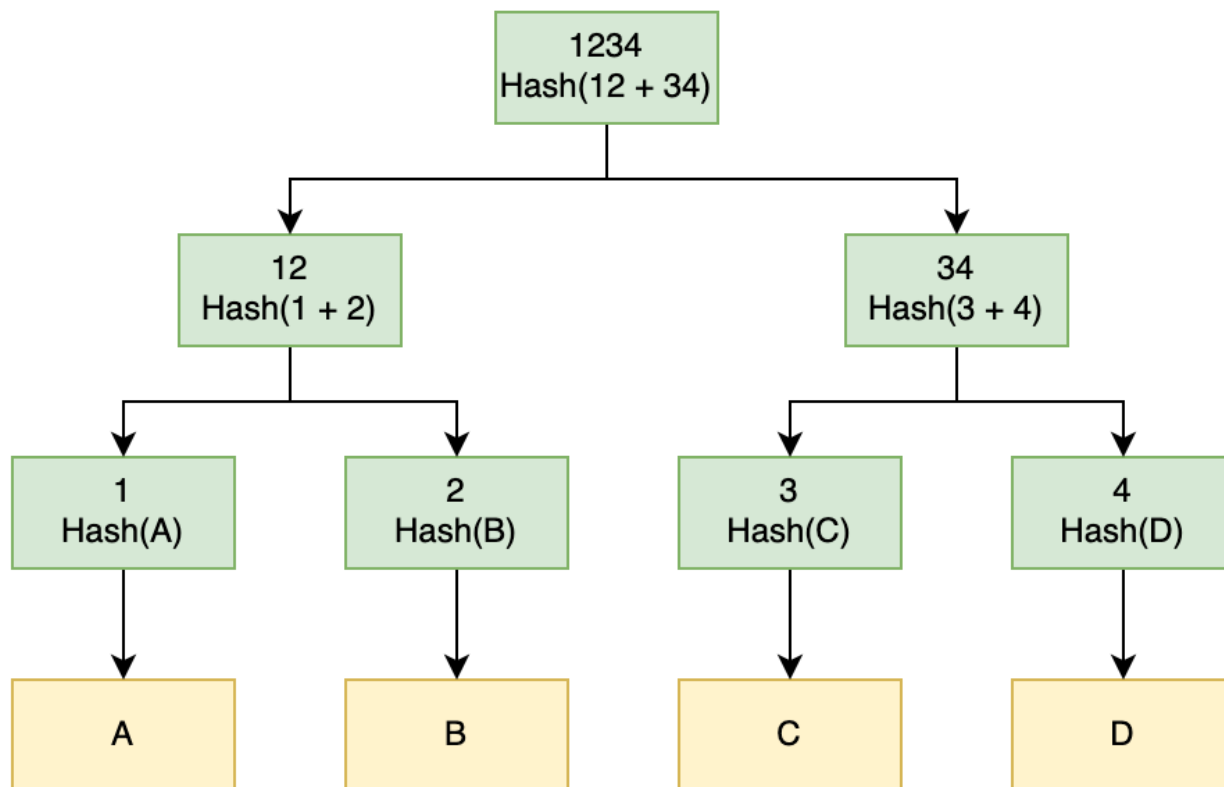 1234
Hash(12 + 34)
12
Hash(1 + 2)
34
Hash(3 + 4)
1
Hash(A)
2
Hash(B)
3
Hash(C)
4
Hash(D)
A
B
C
D